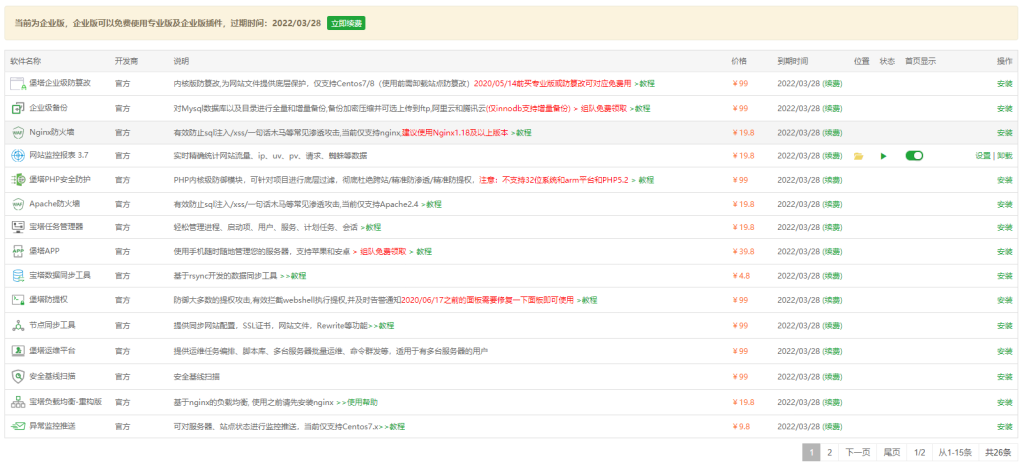 当前为企业版，企业版可以免费使用专业版及企业版插件，过期时间：2022/03/28 立即续费
软件名称 开发商 说明 价格 到期时间 位置 状态 首页显示 操作
堡塔企业级防篡改 官方 内核版防篡改,为网站文件提供底层保护，仅支持Centos7/8（使用前需卸载站点防篡改）2020/05/14前买专业版或防篡改可对应免费用 >教程 ￥99 2022/03/28 (续费) 安装
企业级备份 官方 对Mysql数据库以及目录进行全量和增量备份,备份加密压缩并可选上传到ftp,阿里云和腾讯云(仅innodb支持增量备份) > 组队免费领取 >教程 ￥99 2022/03/28 (续费) 安装
Nginx防火墙 官方 有效防止sql注入/xss/一句话木马等常见渗透攻击,当前仅支持nginx,建议使用Nginx1.18及以上版本 >教程 ￥19.8 2022/03/28 (续费) 安装
网站监控报表 3.7 官方 实时精确统计网站流量、ip、uv、pv、请求、蜘蛛等数据 ￥19.8 2022/03/28 (续费) 设置 | 卸载
堡塔PHP安全防护 官方 PHP内核级防御模块，可针对项目进行底层过滤，彻底杜绝跨站/精准防渗透/精准防提权，注意：不支持32位系统和arm平台和PHP5.2 > 教程 ￥99 2022/03/28 (续费) 安装
Apache防火墙 官方 有效防止sql注入/xss/一句话木马等常见渗透攻击,当前仅支持Apache2.4 >教程 ￥19.8 2022/03/28 (续费) 安装
宝塔任务管理器 官方 轻松管理进程、启动项、用户、服务、计划任务、会话 >教程 ￥19.8 2022/03/28 (续费) 安装
堡塔APP 官方 使用手机随时随地管理您的服务器，支持苹果和安卓 > 组队免费领取 > 教程 ￥39.8 2022/03/28 (续费) 安装
宝塔数据同步工具 官方 基于rsync开发的数据同步工具 >>教程 ￥4.8 2022/03/28 (续费) 安装
堡塔防提权 官方 防御大多数的提权攻击,有效拦截webshell执行提权,并及时告警通知2020/06/17之前的面板需要修复一下面板即可使用 >教程 ￥99 2022/03/28 (续费) 安装
节点同步工具 官方 提供同步网站配置，SSL证书，网站文件，Rewrite等功能>>教程 ￥99 2022/03/28 (续费) 安装
堡塔运维平台 官方 提供运维任务编排、脚本库、多台服务器批量运维、命令群发等，适用于有多台服务器的用户 ￥99 2022/03/28 (续费) 安装
安全基线扫描 官方 安全基线扫描 ￥99 2022/03/28 (续费) 安装
宝塔负载均衡-重构版 官方 基于nginx的负载均衡, 使用之前请先安装nginx >>使用帮助 ￥19.8 2022/03/28 (续费) 安装
异常监控推送 官方 可对服务器、站点状态进行监控推送，当前仅支持Centos7.x>>教程 ￥9.8 2022/03/28 (续费) 安装
1 2 下一页 尾页 1/2 从1-15条 共26条